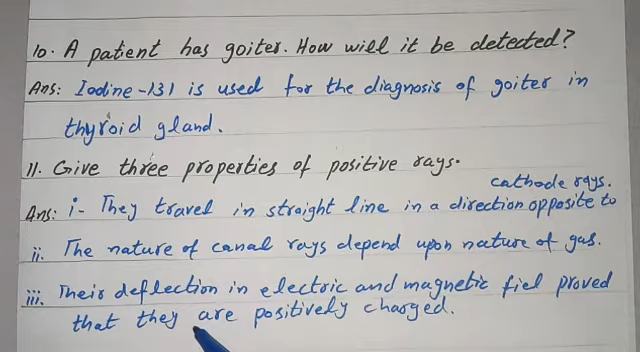 10. A patient has goiter. How will it be detected?
Ans: Iodine-131 is used for the diagnosis of goiter in
thyroid gland.
11. Give three properties of positive rays.
cathode rays.
Ans: i- They travel in straight line in a direction opposite to
ii. The nature of canal rays depend upon nature of gas.
iii. Their deflection in electric and magnetic fiel proved
that they are positively charged.